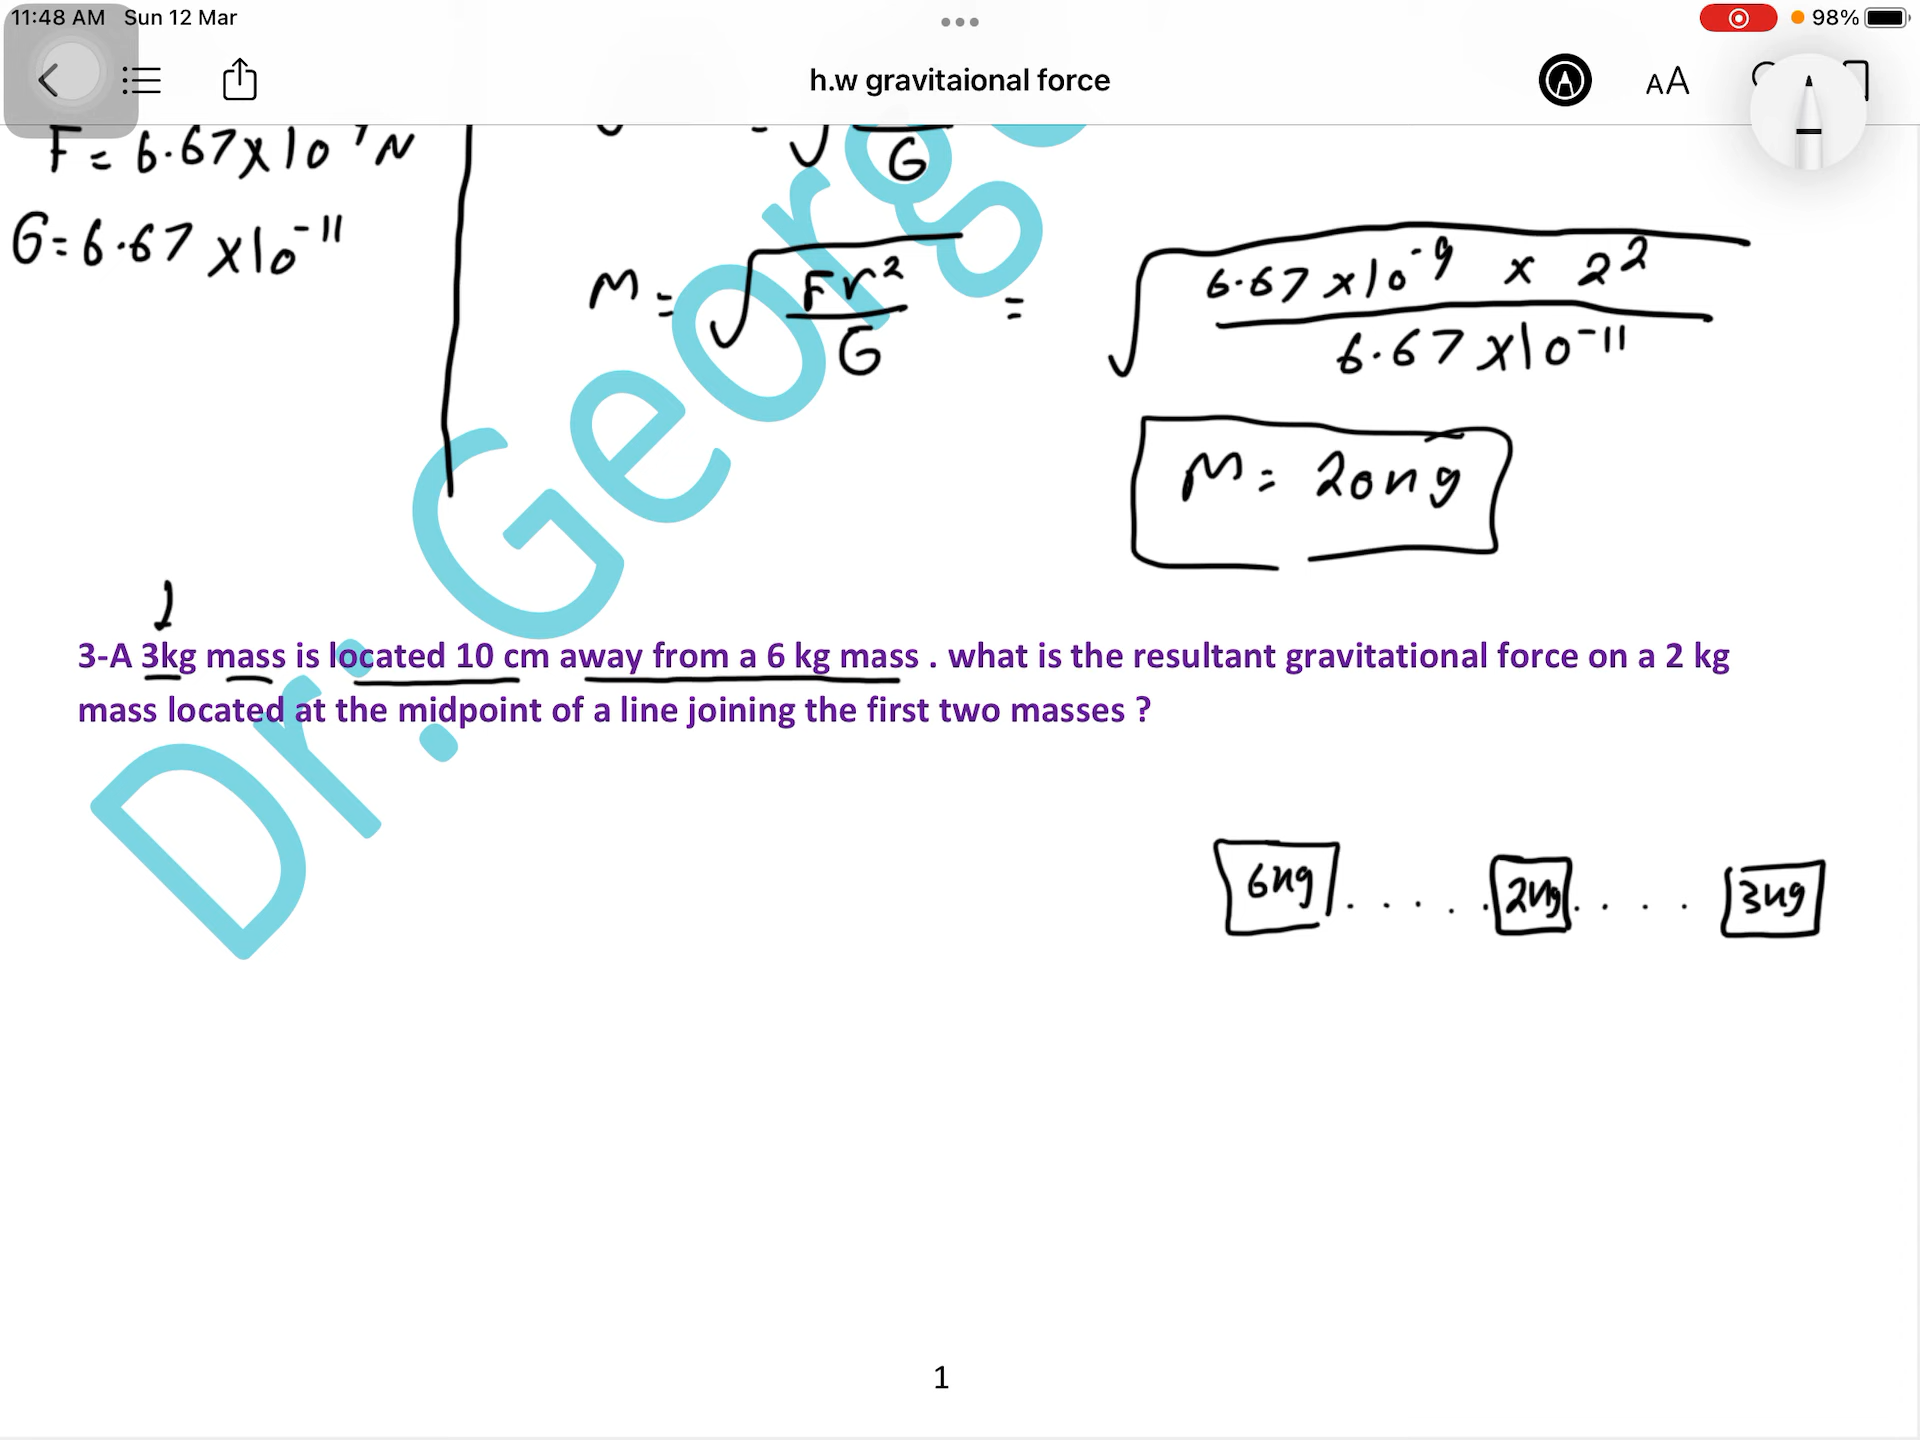 11:48 AM Sun 12 Mar
98%
h.w gravitaional force
AA
F = 6.67 x 10 N
G
G = 6.67 x 10⁻¹¹
M = √(Fr²/G) = √(6.67 x 10⁻⁹ x 2² / 6.67 x 10⁻¹¹)
M = 20 kg
1
3-A 3kg mass is located 10 cm away from a 6 kg mass . what is the resultant gravitational force on a 2 kg
mass located at the midpoint of a line joining the first two masses ?
6kg ..... 2kg ..... 3kg
Dr: George
1